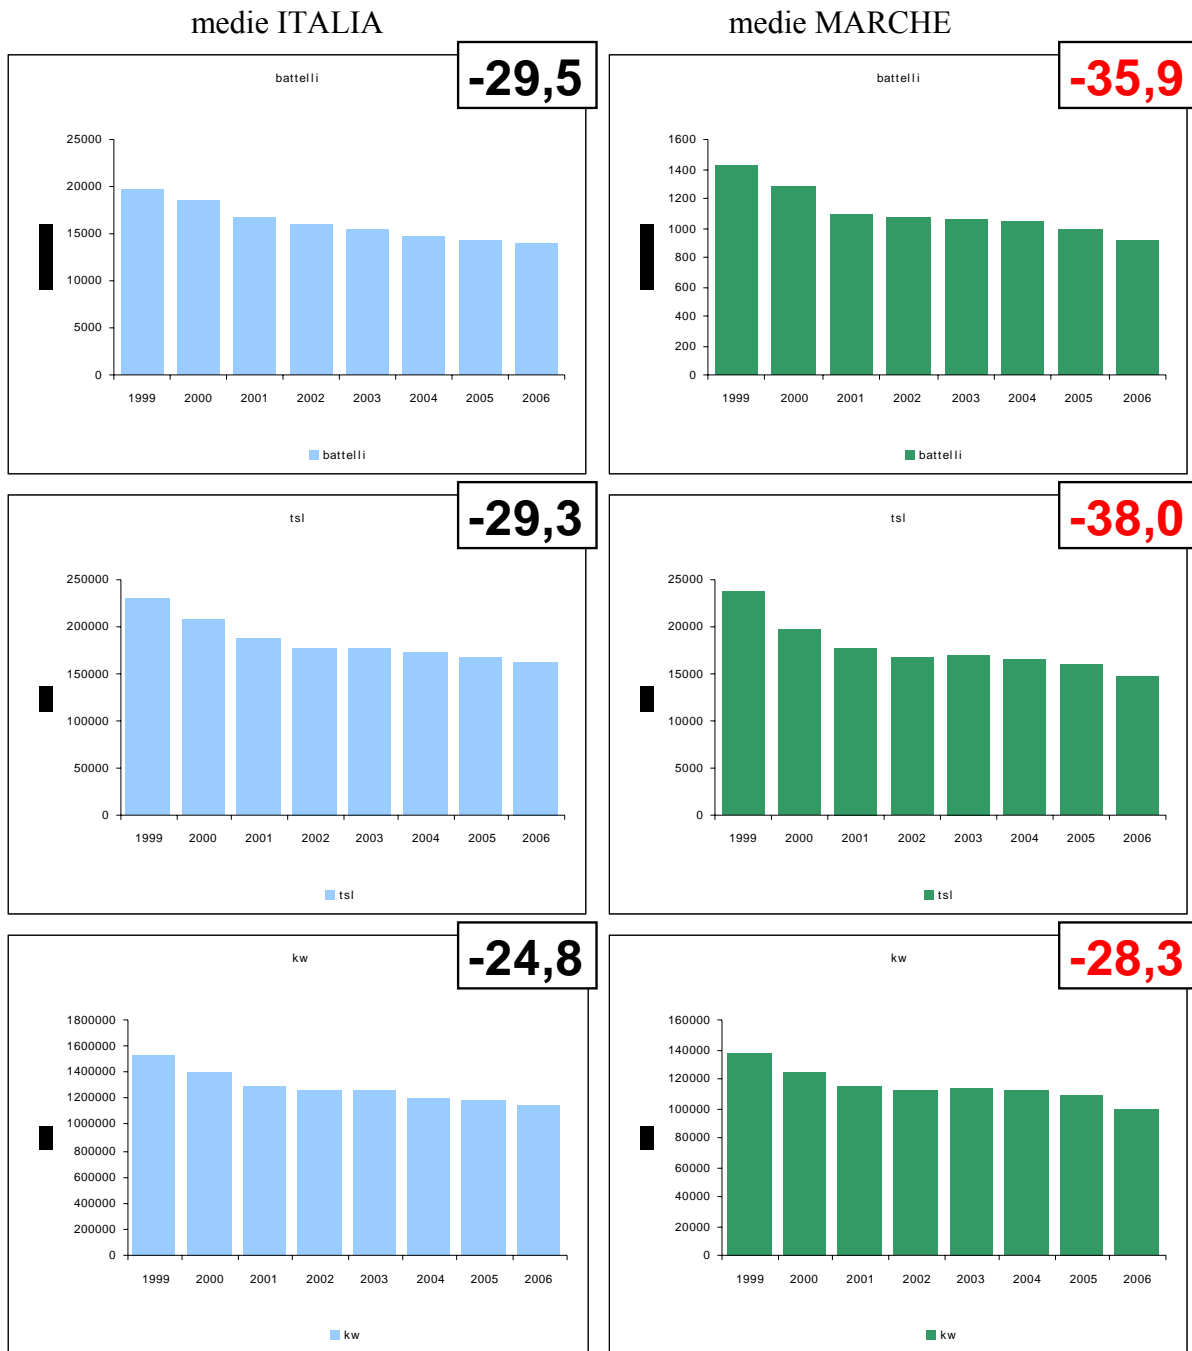 medie ITALIA
medie MARCHE
-29,5
battelli
25000
20000
15000
10000
5000
0
1999 2000 2001 2002 2003 2004 2005 2006
battelli
-35,9
battelli
1600
1400
1200
1000
800
600
400
200
0
1999 2000 2001 2002 2003 2004 2005 2006
battelli
-29,3
tsl
250000
200000
150000
100000
50000
0
1999 2000 2001 2002 2003 2004 2005 2006
tsl
-38,0
tsl
25000
20000
15000
10000
5000
0
1999 2000 2001 2002 2003 2004 2005 2006
tsl
-24,8
kw
1800000
1600000
1400000
1200000
1000000
800000
600000
400000
200000
0
1999 2000 2001 2002 2003 2004 2005 2006
kw
-28,3
kw
160000
140000
120000
100000
80000
60000
40000
20000
0
1999 2000 2001 2002 2003 2004 2005 2006
kw